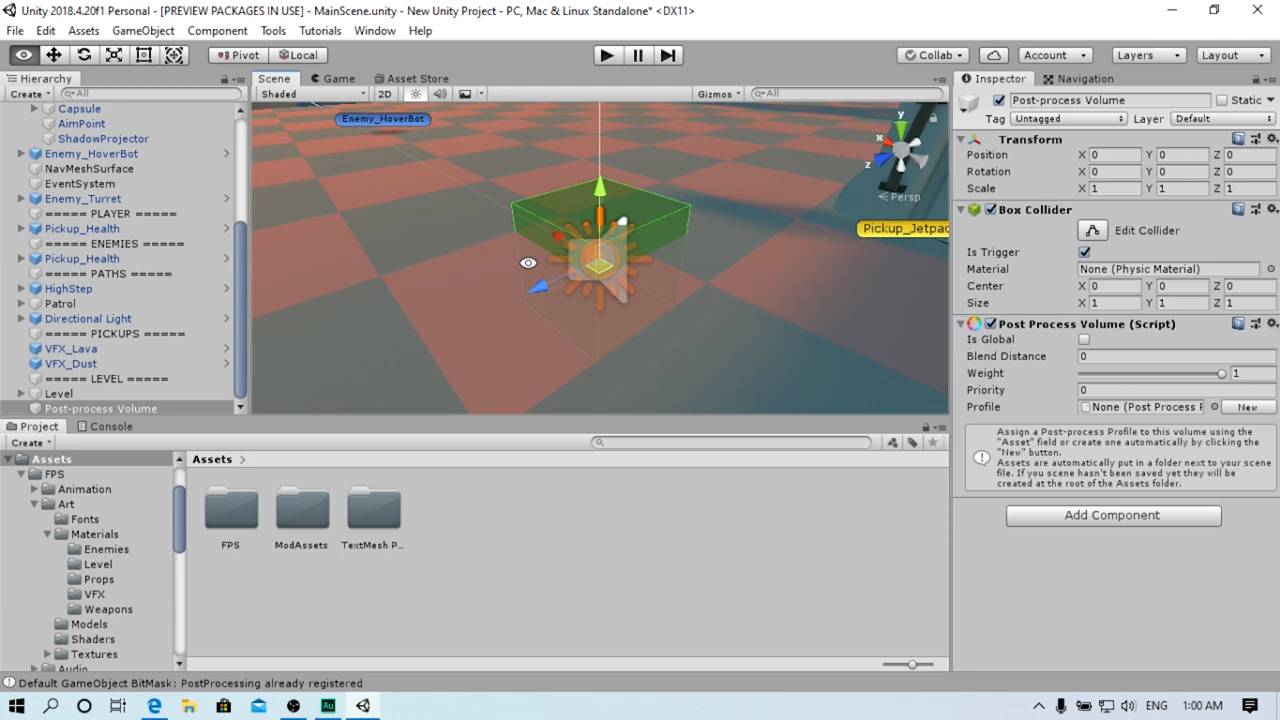 Unity 2018.4.20f1 Personal - [PREVIEW PACKAGES IN USE] - MainScene.unity - New Unity Project - PC, Mac & Linux Standalone* <DX11>
File Edit Assets GameObject Component Tools Tutorials Window Help
Pivot Local Collab Account Layers Layout
Hierarchy
Create All
Capsule
AimPoint
ShadowProjector
Enemy_HoverBot
NavMeshSurface
EventSystem
Enemy_Turret
===== PLAYER =====
Pickup_Health
===== ENEMIES =====
Pickup_Health
===== PATHS =====
HighStep
Patrol
Directional Light
===== PICKUPS =====
VFX_Lava
VFX_Dust
===== LEVEL =====
Level
Post-process Volume
Scene Game Asset Store
Shaded 2D Gizmos All
Enemy_HoverBot
y
x
z
Persp
Pickup_Jetpac
Inspector Navigation
Post-process Volume Static
Tag Untagged Layer Default
Transform
Position X 0 Y 0 Z 0
Rotation X 0 Y 0 Z 0
Scale X 1 Y 1 Z 1
Box Collider
Edit Collider
Is Trigger
Material None (Physic Material)
Center X 0 Y 0 Z 0
Size X 1 Y 1 Z 1
Post Process Volume (Script)
Is Global
Blend Distance 0
Weight 1
Priority 0
Profile None (Post Process P New
Assign a Post-process Profile to this volume using the
"Asset" field or create one automatically by clicking the
"New" button.
Assets are automatically put in a folder next to your scene
file. If you scene hasn't been saved yet they will be
created at the root of the Assets folder.
Add Component
Project Console
Create
Assets
FPS
Animation
Art
Fonts
Materials
Enemies
Level
Props
VFX
Weapons
Models
Shaders
Textures
Audio
Assets >
FPS ModAssets TextMesh P...
Default GameObject BitMask: PostProcessing already registered
Au
ENG 1:00 AM